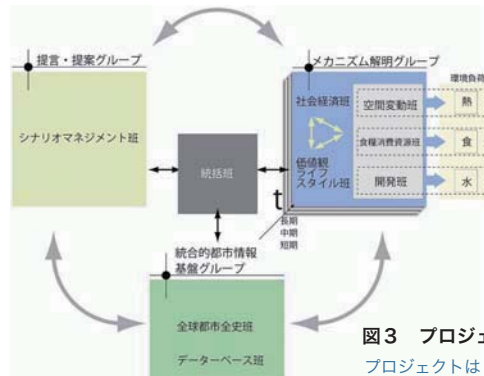 提言・提案グループ
メカニズム解明グループ
環境負荷
シナリオマネジメント班
社会経済班
空間変動班
熱
食糧消費資源班
食
価値観
ライフ
スタイル班
開発班
水
統括班
t
長期
中期
短期
統合的都市情報
基盤グループ
全球都市全史班
データーベース班
図3 プロジェ
プロジェクトは